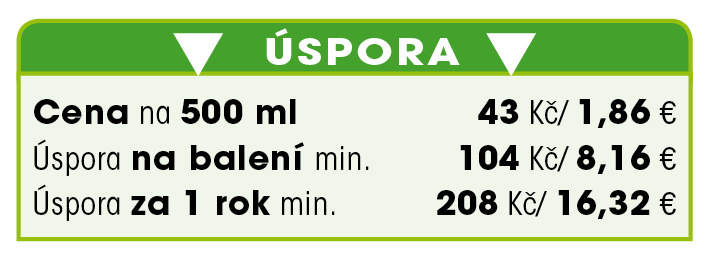 ÚSPORA
Cena na 500 ml 43 Kč/ 1,86 €
Úspora na balení min. 104 Kč/ 8,16 €
Úspora za 1 rok min. 208 Kč/ 16,32 €